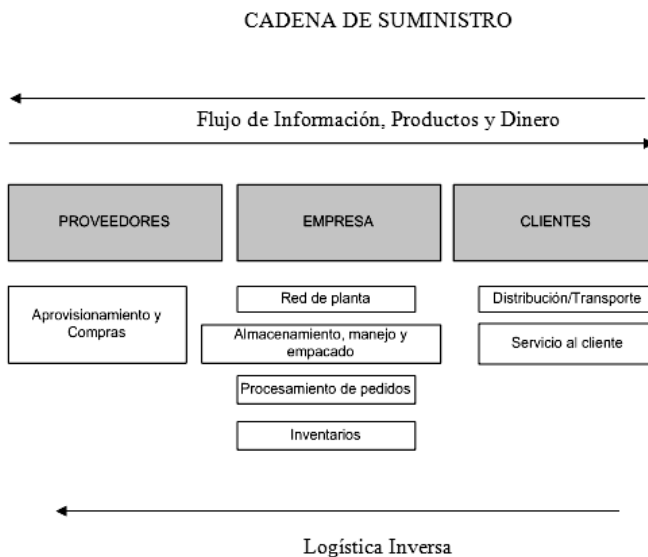 CADENA DE SUMINISTRO
Flujo de Información, Productos y Dinero
PROVEEDORES
EMPRESA
CLIENTES
Aprovisionamiento y
Compras
Red de planta
Almacenamiento, manejo y
empacado
Procesamiento de pedidos
Inventarios
Distribución/Transporte
Servicio al cliente
Logística Inversa